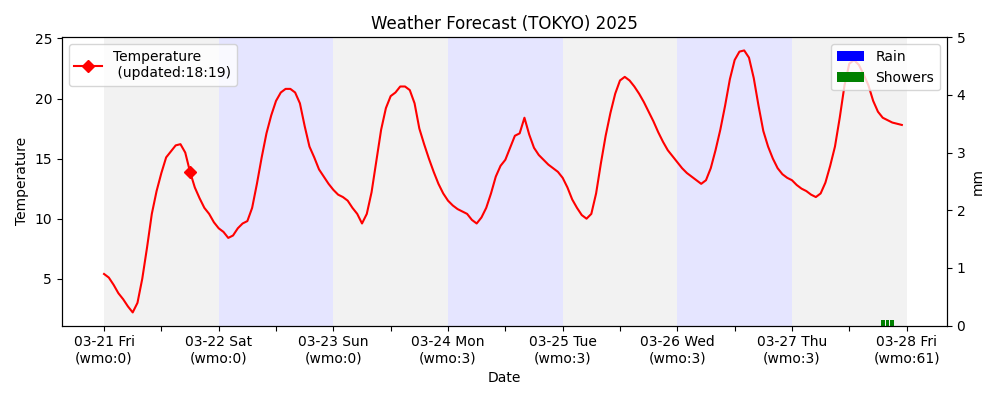 Weather Forecast (TOKYO) 2025
Temperature
(updated:18:19)
Rain
Showers
25
20
15
10
5
Temperature
5
4
3
2
1
0
mm
03-21 Fri
(wmo:0)
03-22 Sat
(wmo:0)
03-23 Sun
(wmo:0)
03-24 Mon
(wmo:3)
03-25 Tue
(wmo:3)
03-26 Wed
(wmo:3)
03-27 Thu
(wmo:3)
03-28 Fri
(wmo:61)
Date